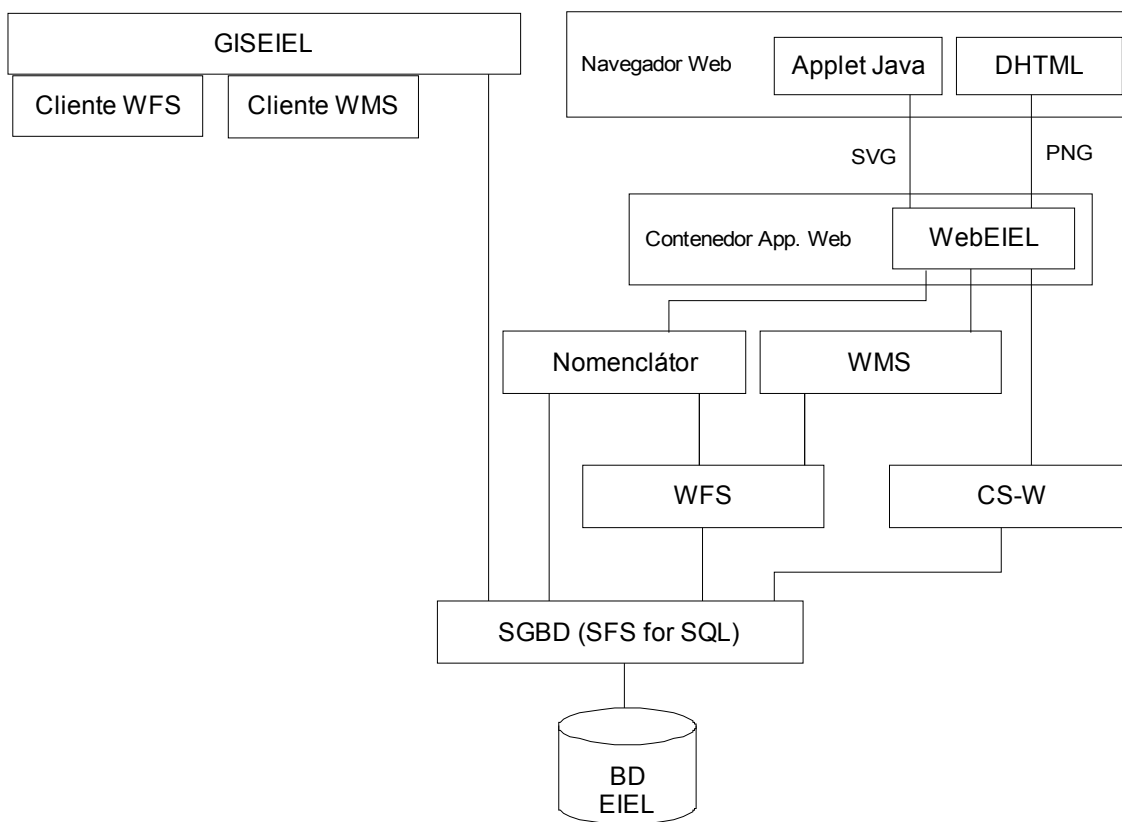 GISEIEL
Cliente WFS
Cliente WMS
Navegador Web
Applet Java
DHTML
SVG
PNG
Contenedor App. Web
WebEIEL
Nomenclátor
WMS
WFS
CS-W
SGBD (SFS for SQL)
BD
EIEL